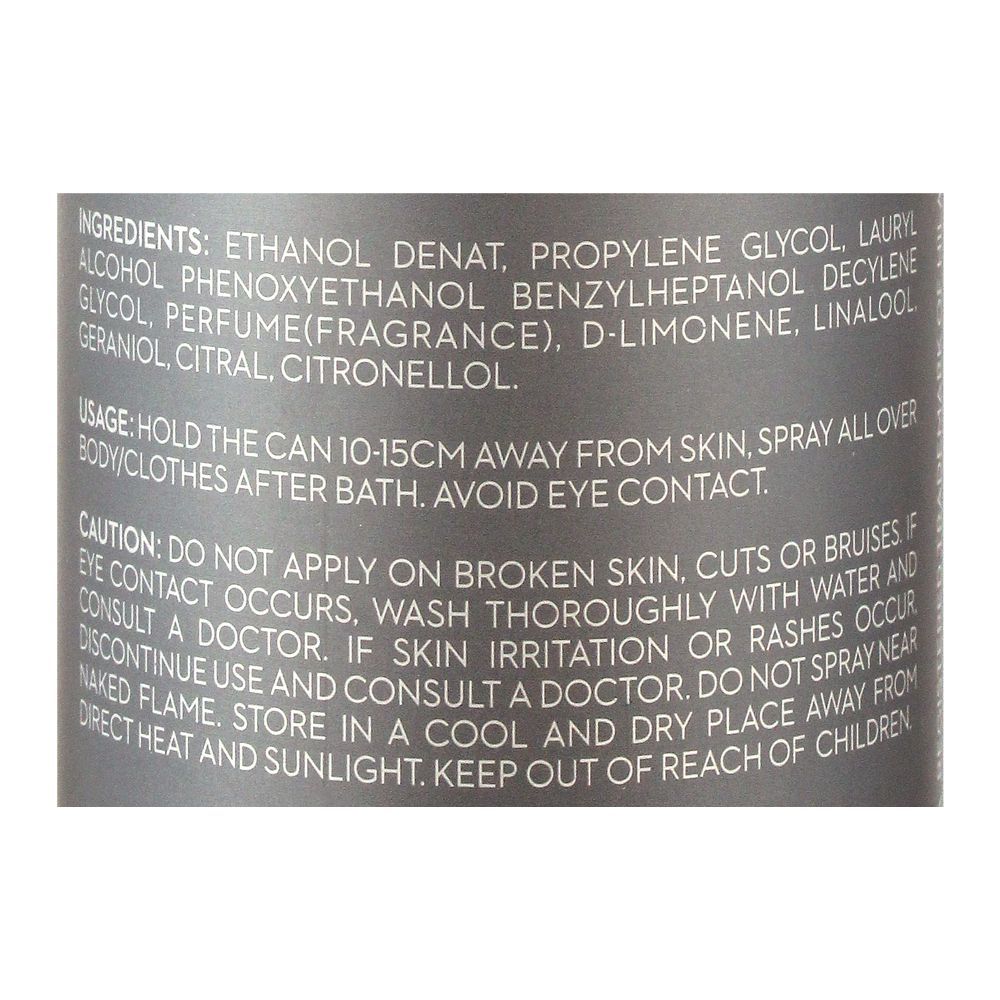 INGREDIENTS: ETHANOL DENAT, PROPYLENE GLYCOL, LAURYL
ALCOHOL PHENOXYETHANOL BENZYLHEPTANOL DECYLENE
GLYCOL, PERFUME(FRAGRANCE), D-LIMONENE, LINALOOL,
GERANIOL, CITRAL, CITRONELLOL.
USAGE: HOLD THE CAN 10-15CM AWAY FROM SKIN, SPRAY ALL OVER
BODY/CLOTHES AFTER BATH. AVOID EYE CONTACT.
CAUTION: DO NOT APPLY ON BROKEN SKIN, CUTS OR BRUISES. IF
EYE CONTACT OCCURS, WASH THOROUGHLY WITH WATER AND
CONSULT A DOCTOR. IF SKIN IRRITATION OR RASHES OCCUR,
DISCONTINUE USE AND CONSULT A DOCTOR. DO NOT SPRAY NEAR
NAKED FLAME. STORE IN A COOL AND DRY PLACE AWAY FROM
DIRECT HEAT AND SUNLIGHT. KEEP OUT OF REACH OF CHILDREN.